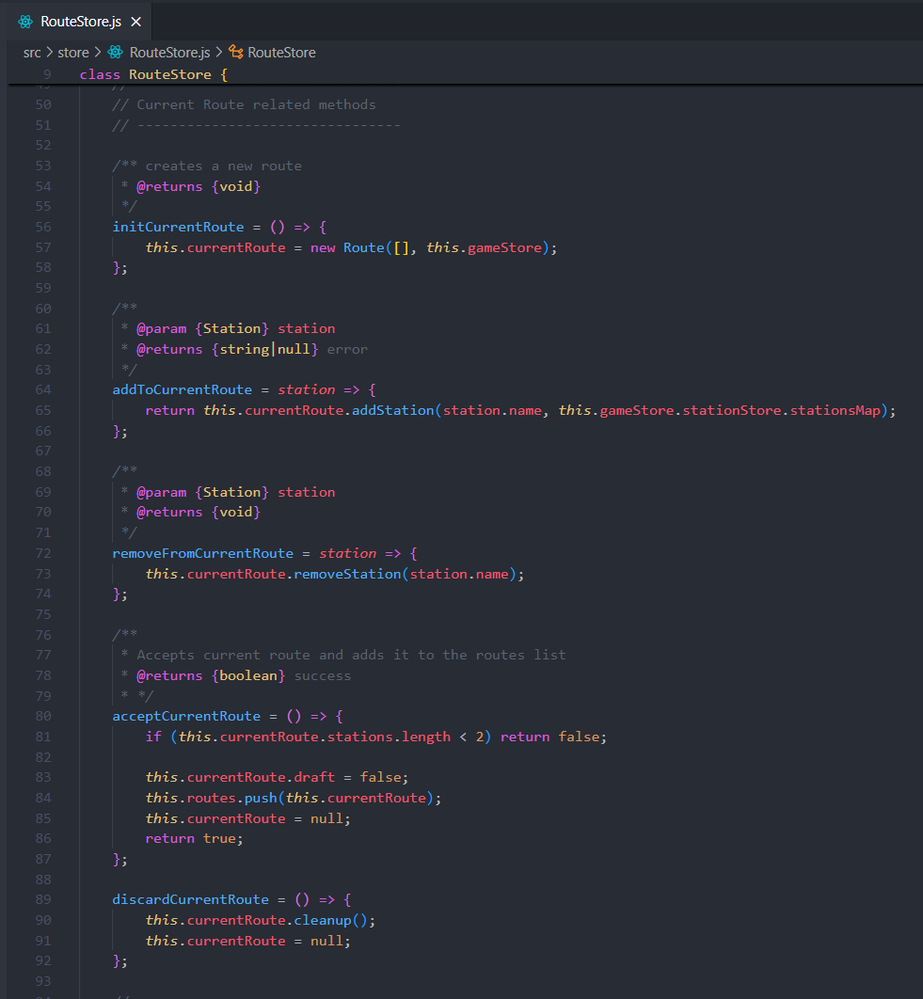 RouteStore.js
src > store > RouteStore.js > RouteStore
9 class RouteStore {
49 //
50 // Current Route related methods
51 // --------------------------------
52
53 /** creates a new route
54 * @returns {void}
55 */
56 initCurrentRoute = () => {
57 this.currentRoute = new Route([], this.gameStore);
58 };
59
60 /**
61 * @param {Station} station
62 * @returns {string|null} error
63 */
64 addToCurrentRoute = station => {
65 return this.currentRoute.addStation(station.name, this.gameStore.stationStore.stationsMap);
66 };
67
68 /**
69 * @param {Station} station
70 * @returns {void}
71 */
72 removeFromCurrentRoute = station => {
73 this.currentRoute.removeStation(station.name);
74 };
75
76 /**
77 * Accepts current route and adds it to the routes list
78 * @returns {boolean} success
79 * */
80 acceptCurrentRoute = () => {
81 if (this.currentRoute.stations.length < 2) return false;
82
83 this.currentRoute.draft = false;
84 this.routes.push(this.currentRoute);
85 this.currentRoute = null;
86 return true;
87 };
88
89 discardCurrentRoute = () => {
90 this.currentRoute.cleanup();
91 this.currentRoute = null;
92 };
93
94 //